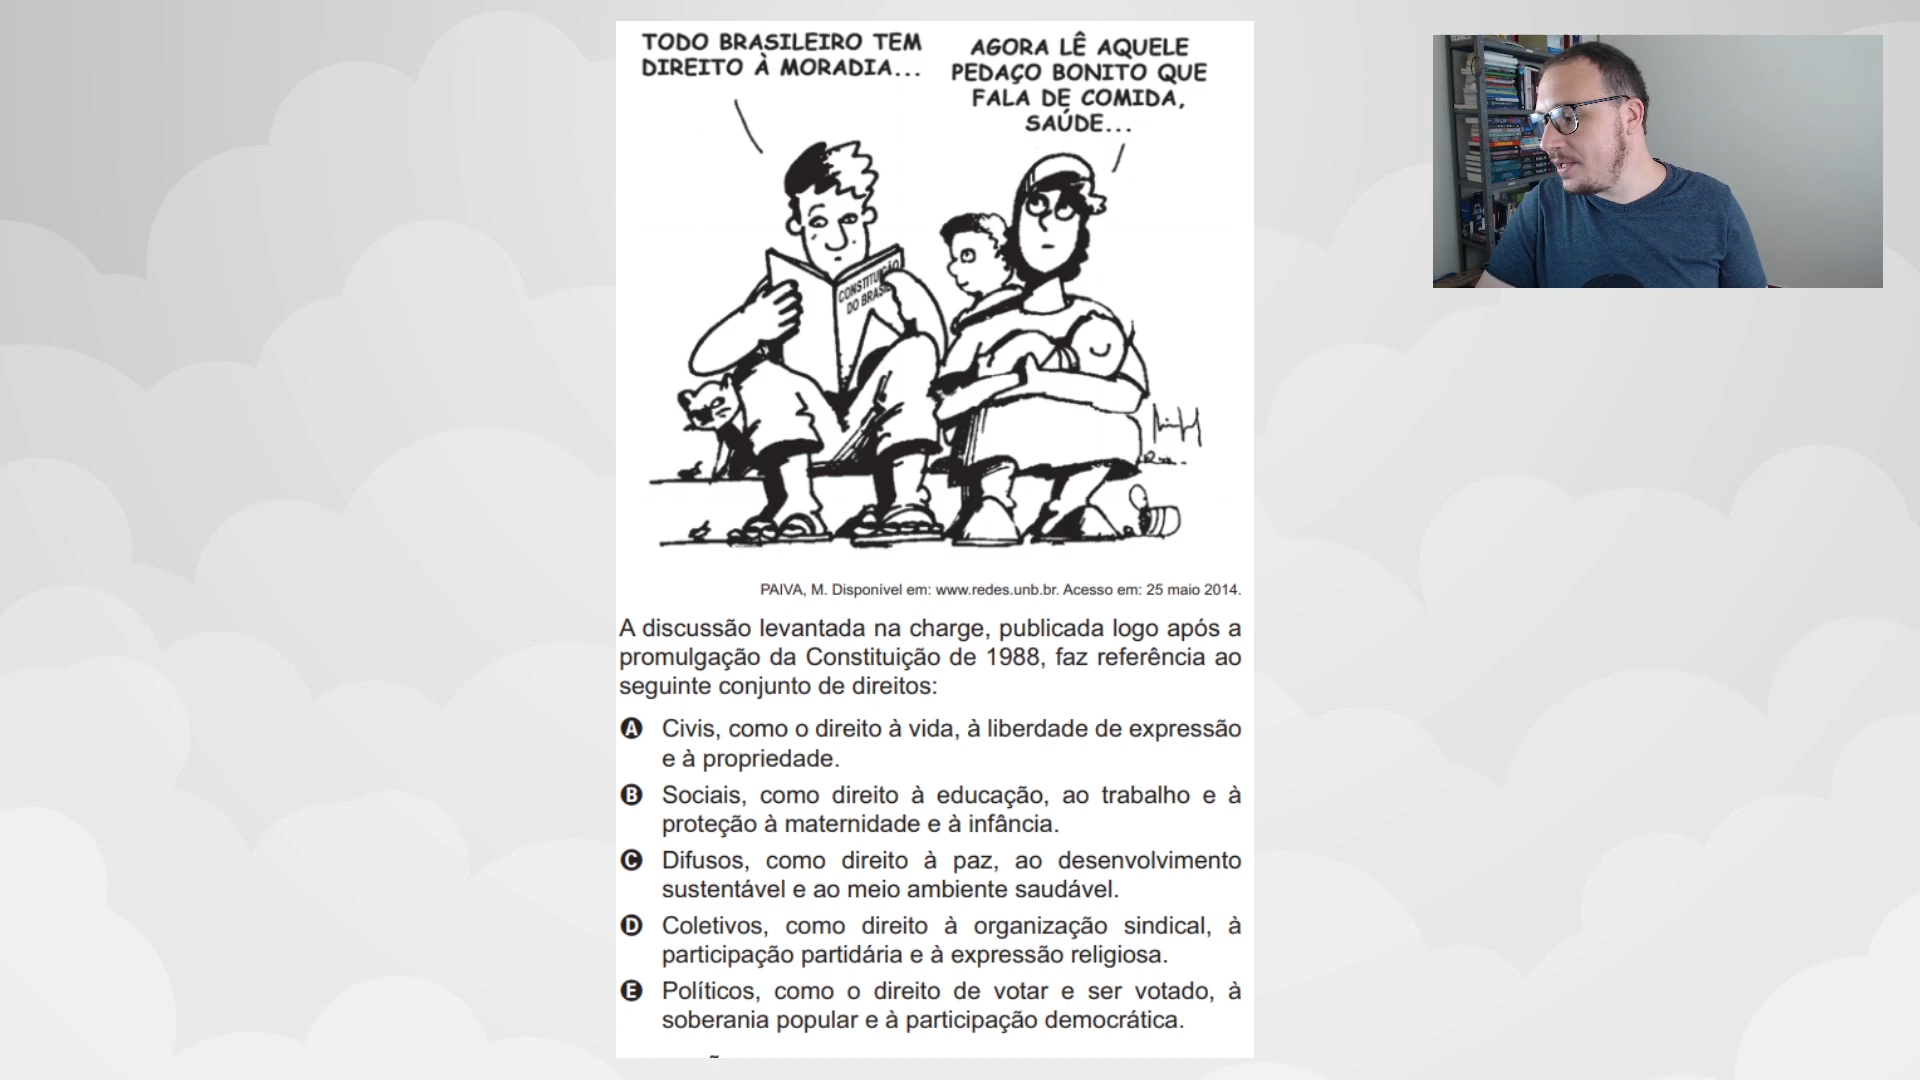 TODO BRASILEIRO TEM
DIREITO À MORADIA...
AGORA LÊ AQUELE
PEDAÇO BONITO QUE
FALA DE COMIDA,
SAÚDE...
CONSTITUIÇÃO
DO BRASIL
PAIVA, M. Disponível em: www.redes.unb.br. Acesso em: 25 maio 2014.
A discussão levantada na charge, publicada logo após a
promulgação da Constituição de 1988, faz referência ao
seguinte conjunto de direitos:
A Civis, como o direito à vida, à liberdade de expressão
e à propriedade.
B Sociais, como direito à educação, ao trabalho e à
proteção à maternidade e à infância.
C Difusos, como direito à paz, ao desenvolvimento
sustentável e ao meio ambiente saudável.
D Coletivos, como direito à organização sindical, à
participação partidária e à expressão religiosa.
E Políticos, como o direito de votar e ser votado, à
soberania popular e à participação democrática.